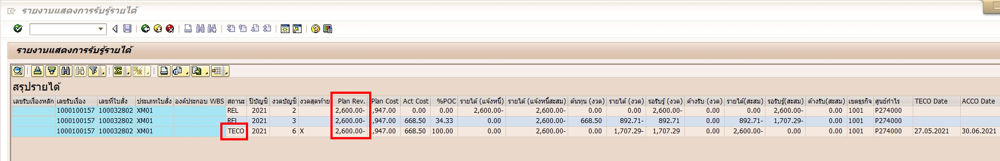 รายงานแสดงการรับรู้รายได้
รายงานแสดงการรับรู้รายได้
สรุปรายได้
เลขรับเรื่องหลัก เลขรับเรื่อง เลขที่ใบสั่ง ประเภทใบสั่ง องค์ประกอบ WBS สถานะ ปีบัญชี งวดบัญชี งวดสุดท้าย Plan Rev. Plan Cost Act Cost %POC รายได้ (แจ้งหนี้) รายได้ (แจ้งหนี้สะสม) ต้นทุน (งวด) รายได้ (งวด) รอรับรู้ (งวด) ค้างรับ (งวด) รายได้(สะสม) รอรับรู้(สะสม) ค้างรับ(สะสม) เขตธุรกิจ ศูนย์กำไร TECO Date ACCO Date
1000100157 100032802 XM01 REL 2021 2 2,600.00- ,947.00 0.00 0.00 2,600.00- 2,600.00- 0.00 0.00 2,600.00- 0.00 0.00 2,600.00- 0.00 1001 P274000
1000100157 100032802 XM01 REL 2021 3 2,600.00- ,947.00 668.50 34.33 0.00 2,600.00- 668.50 892.71- 892.71 0.00 892.71- 1,707.29- 0.00 1001 P274000
1000100157 100032802 XM01 TECO 2021 6 X 2,600.00- ,947.00 668.50 100.00 0.00 2,600.00- 0.00 1,707.29- 1,707.29 0.00 2,600.00- 0.00 0.00 1001 P274000 27.05.2021 30.06.2021